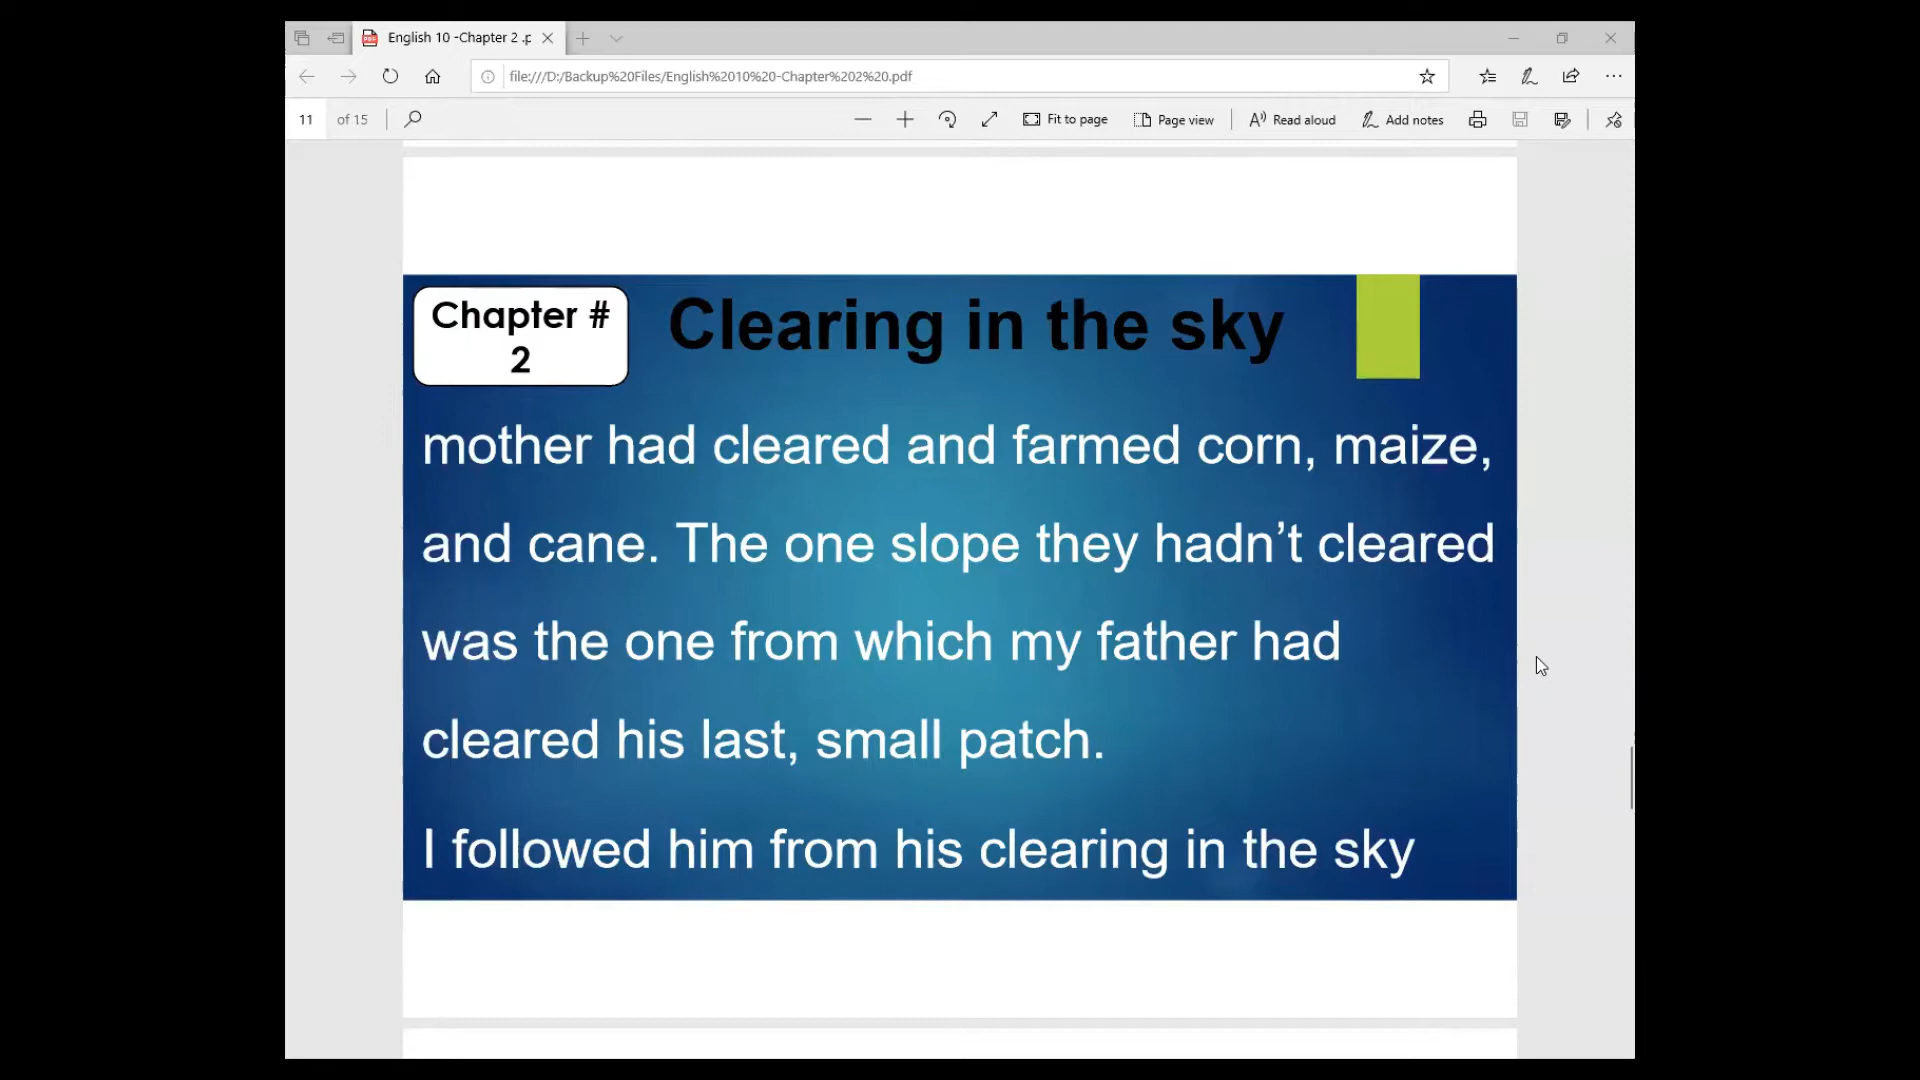 English 10 -Chapter 2 .p
file:///D:/Backup%20Files/English%2010%20-Chapter%202%20.pdf
11 of 15 Fit to page Page view Read aloud Add notes
Chapter #
2
Clearing in the sky
mother had cleared and farmed corn, maize,
and cane. The one slope they hadn’t cleared
was the one from which my father had
cleared his last, small patch.
I followed him from his clearing in the sky